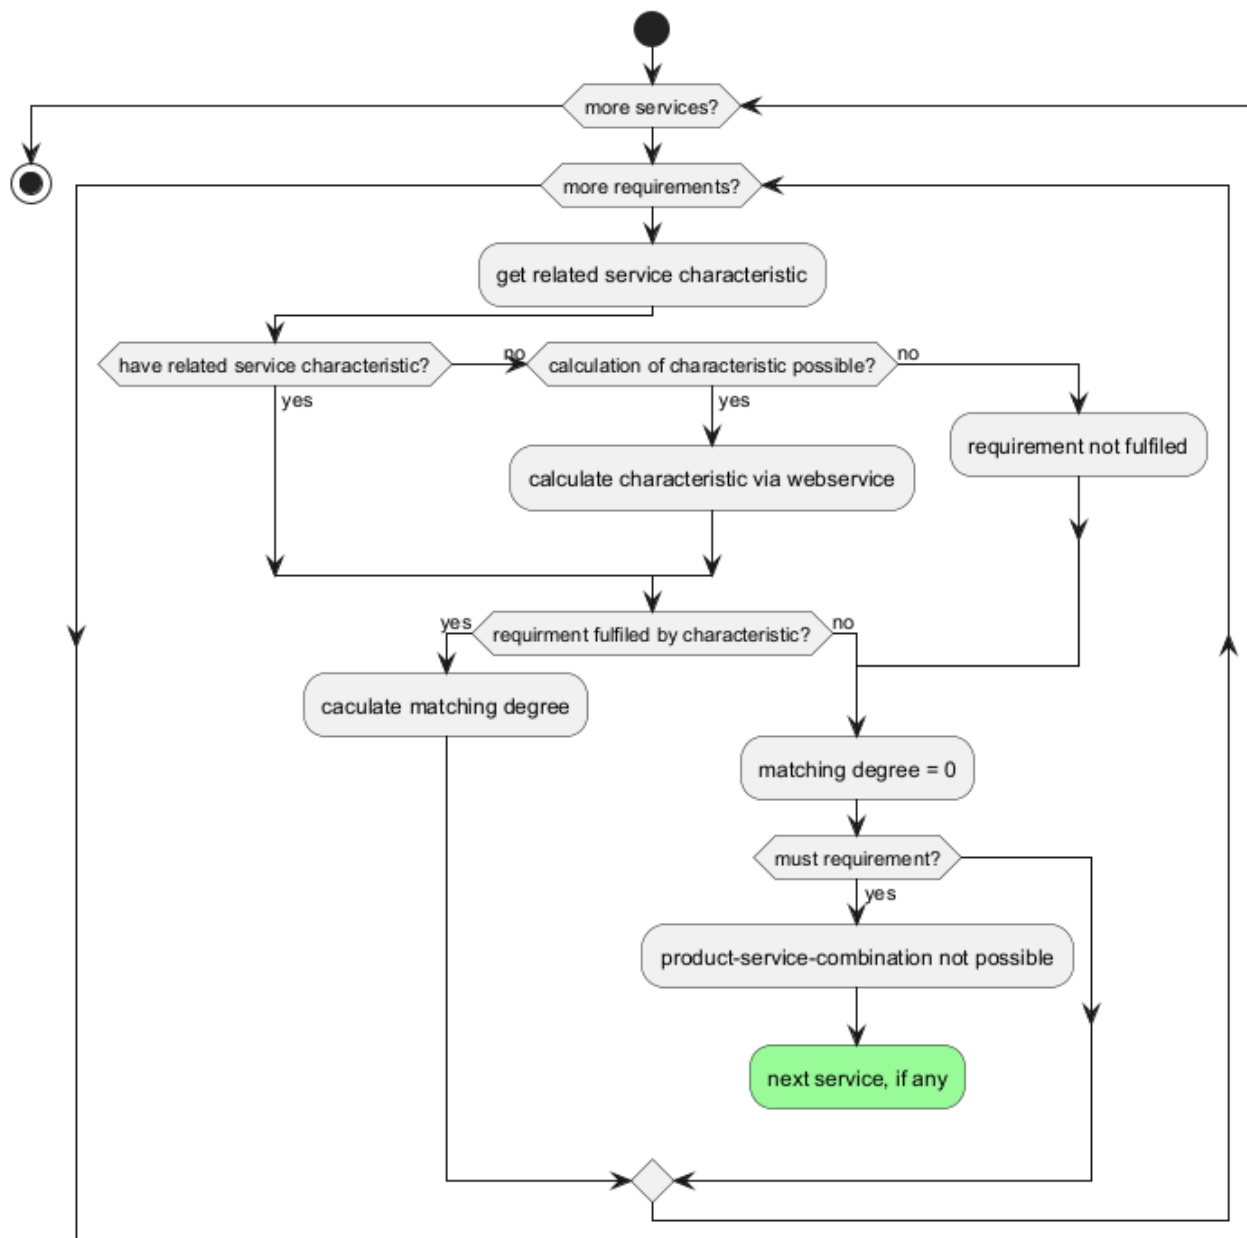 more services?
more requirements?
get related service characteristic
have related service characteristic?
no
calculation of characteristic possible?
no
yes
yes
requirement not fulfiled
calculate characteristic via webservice
yes
requirment fulfiled by characteristic?
no
caculate matching degree
matching degree = 0
must requirement?
yes
product-service-combination not possible
next service, if any